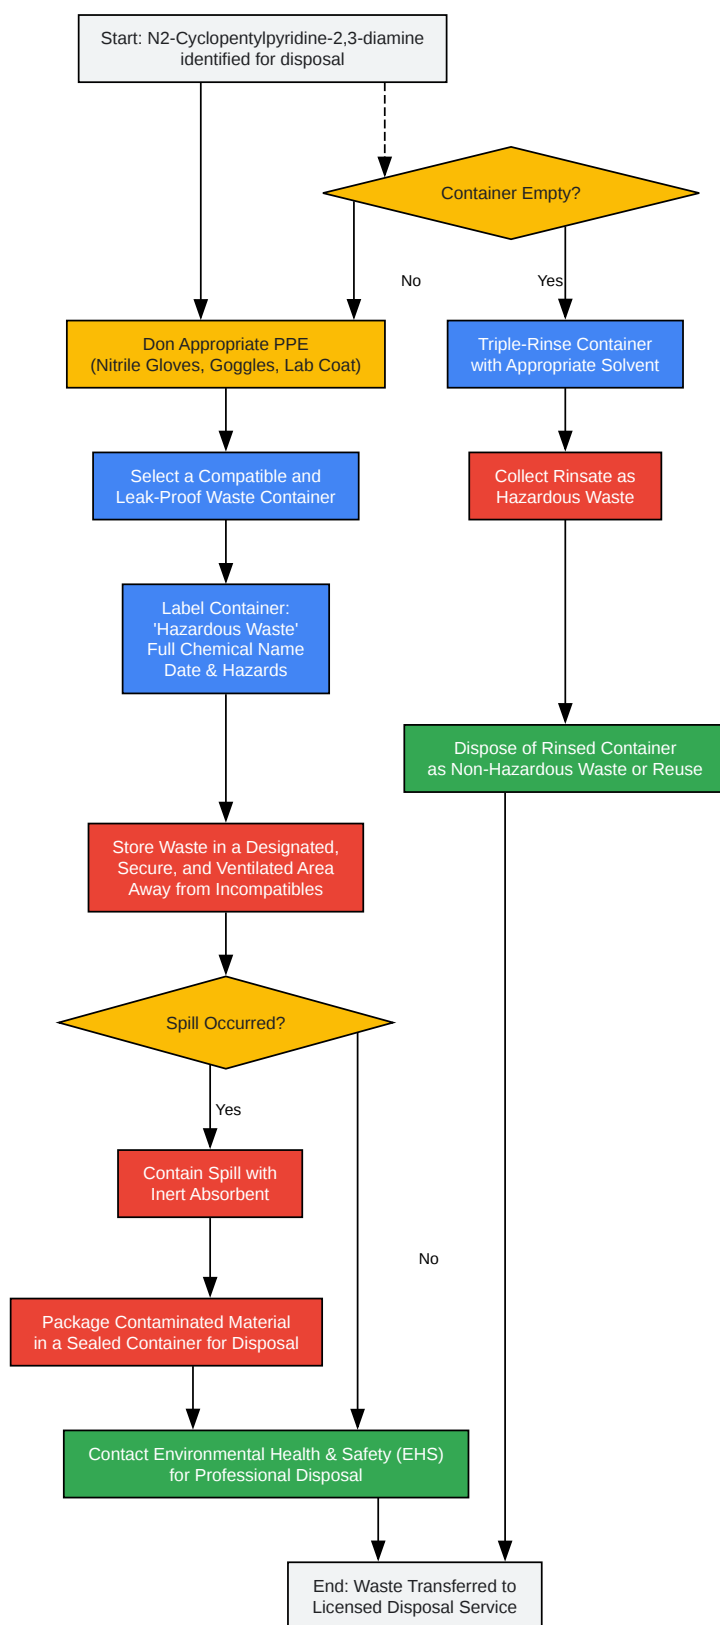 Start: N2-Cyclopentylpyridine-2,3-diamine
identified for disposal
Container Empty?
No
Yes
Don Appropriate PPE
(Nitrile Gloves, Goggles, Lab Coat)
Triple-Rinse Container
with Appropriate Solvent
Select a Compatible and
Leak-Proof Waste Container
Collect Rinsate as
Hazardous Waste
Label Container:
'Hazardous Waste'
Full Chemical Name
Date & Hazards
Dispose of Rinsed Container
as Non-Hazardous Waste or Reuse
Store Waste in a Designated,
Secure, and Ventilated Area
Away from Incompatibles
Spill Occurred?
Yes
Contain Spill with
Inert Absorbent
No
Package Contaminated Material
in a Sealed Container for Disposal
Contact Environmental Health & Safety (EHS)
for Professional Disposal
End: Waste Transferred to
Licensed Disposal Service